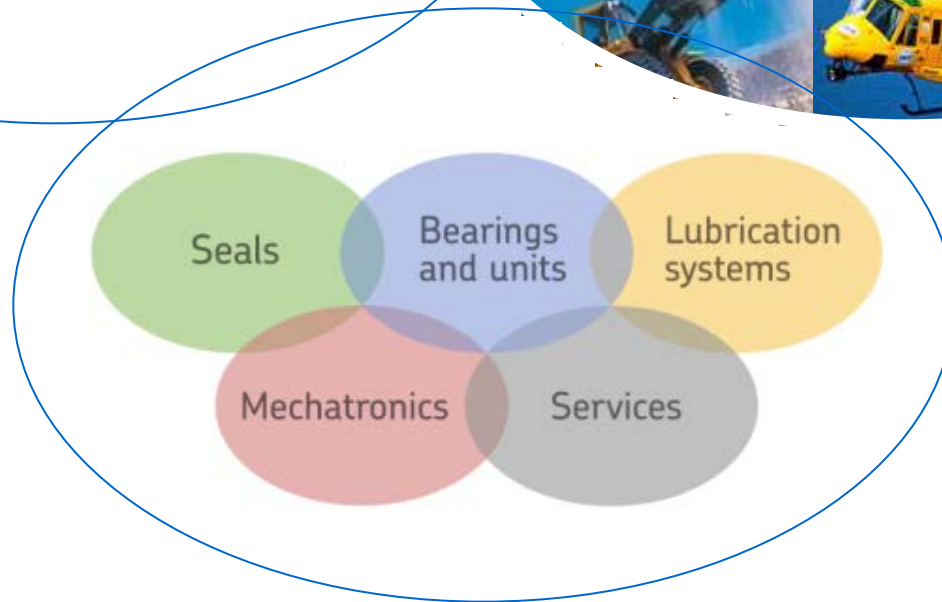 Seals
Bearings
and units
Lubrication
systems
Mechatronics
Services